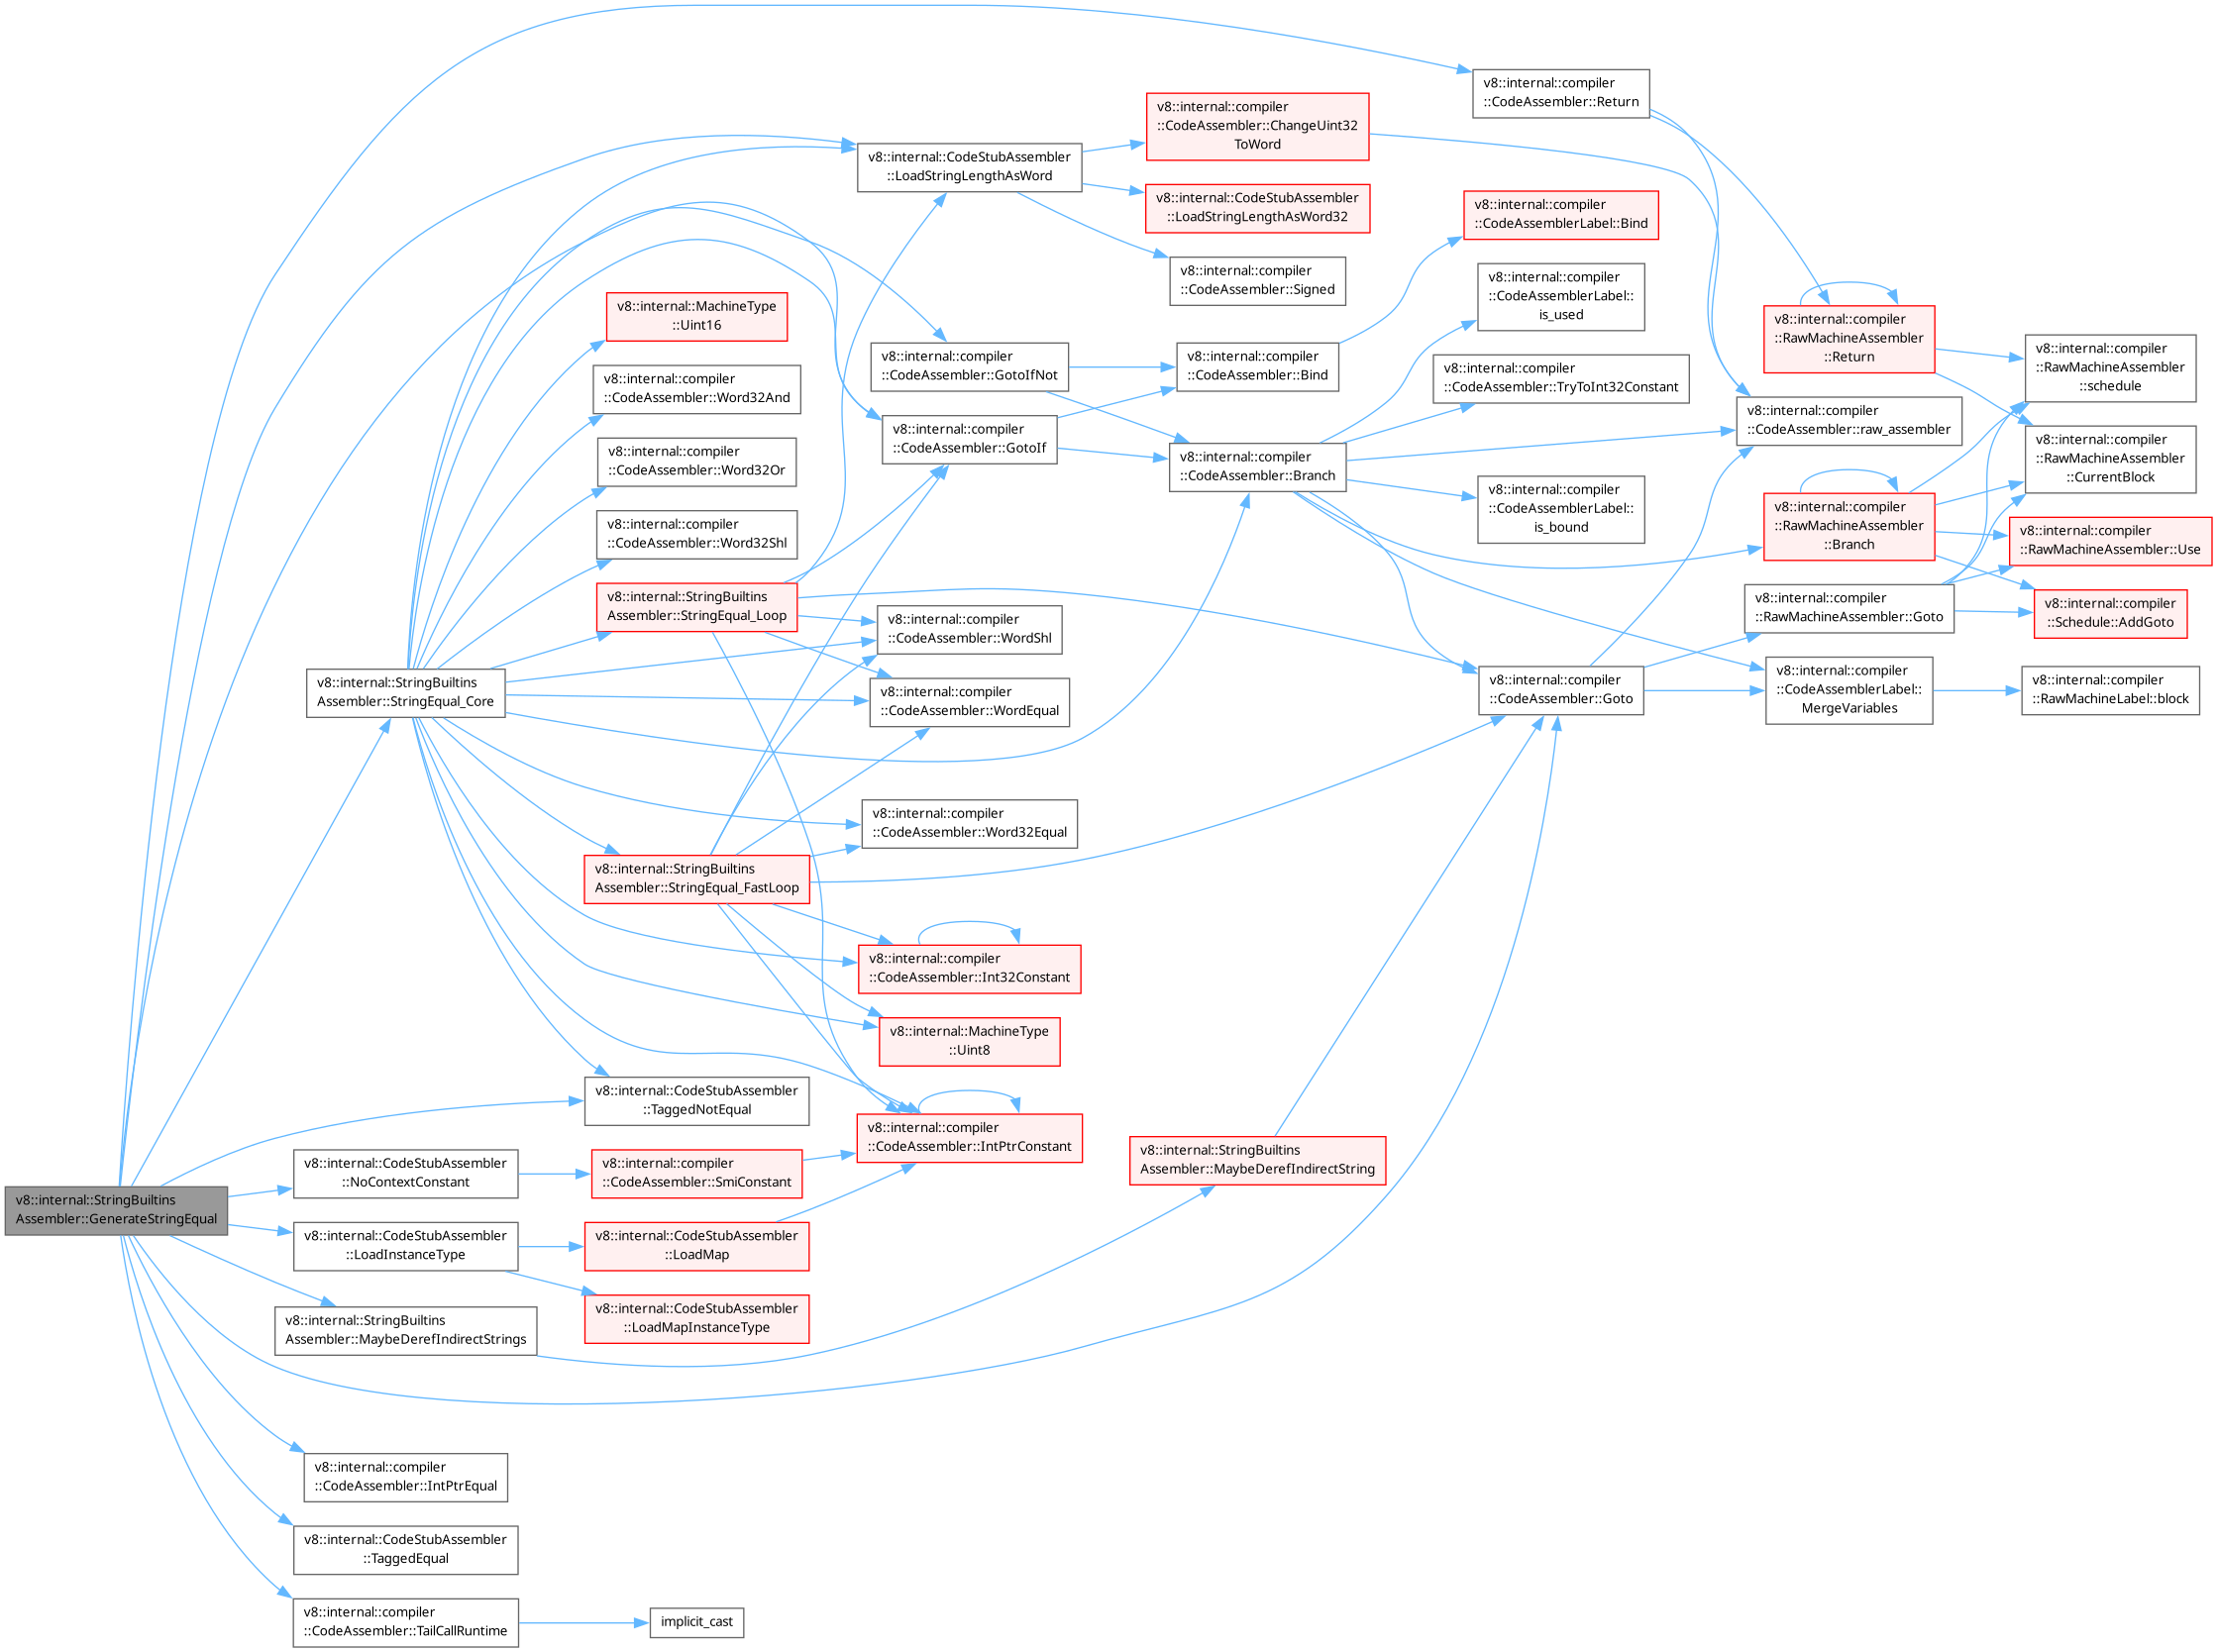 v8::internal::StringBuiltins
Assembler::GenerateStringEqual
v8::internal::StringBuiltins
Assembler::StringEqual_Core
v8::internal::CodeStubAssembler
::NoContextConstant
v8::internal::CodeStubAssembler
::LoadInstanceType
v8::internal::StringBuiltins
Assembler::MaybeDerefIndirectStrings
v8::internal::compiler
::CodeAssembler::IntPtrEqual
v8::internal::CodeStubAssembler
::TaggedEqual
v8::internal::compiler
::CodeAssembler::TailCallRuntime
v8::internal::MachineType
::Uint16
v8::internal::compiler
::CodeAssembler::Word32And
v8::internal::compiler
::CodeAssembler::Word32Or
v8::internal::compiler
::CodeAssembler::Word32Shl
v8::internal::StringBuiltins
Assembler::StringEqual_Loop
v8::internal::StringBuiltins
Assembler::StringEqual_FastLoop
v8::internal::CodeStubAssembler
::TaggedNotEqual
v8::internal::compiler
::CodeAssembler::SmiConstant
v8::internal::CodeStubAssembler
::LoadMap
v8::internal::CodeStubAssembler
::LoadMapInstanceType
implicit_cast
v8::internal::CodeStubAssembler
::LoadStringLengthAsWord
v8::internal::compiler
::CodeAssembler::GotoIfNot
v8::internal::compiler
::CodeAssembler::GotoIf
v8::internal::compiler
::CodeAssembler::WordShl
v8::internal::compiler
::CodeAssembler::WordEqual
v8::internal::compiler
::CodeAssembler::Word32Equal
v8::internal::compiler
::CodeAssembler::Int32Constant
v8::internal::MachineType
::Uint8
v8::internal::compiler
::CodeAssembler::IntPtrConstant
v8::internal::compiler
::CodeAssembler::ChangeUint32
ToWord
v8::internal::CodeStubAssembler
::LoadStringLengthAsWord32
v8::internal::compiler
::CodeAssembler::Signed
v8::internal::compiler
::CodeAssembler::Bind
v8::internal::compiler
::CodeAssembler::Branch
v8::internal::StringBuiltins
Assembler::MaybeDerefIndirectString
v8::internal::compiler
::CodeAssembler::Return
v8::internal::compiler
::CodeAssemblerLabel::Bind
v8::internal::compiler
::CodeAssemblerLabel::
is_used
v8::internal::compiler
::CodeAssembler::TryToInt32Constant
v8::internal::compiler
::CodeAssemblerLabel::
is_bound
v8::internal::compiler
::CodeAssembler::Goto
v8::internal::compiler
::RawMachineAssembler
::Return
v8::internal::compiler
::CodeAssembler::raw_assembler
v8::internal::compiler
::RawMachineAssembler
::Branch
v8::internal::compiler
::RawMachineAssembler::Goto
v8::internal::compiler
::CodeAssemblerLabel::
MergeVariables
v8::internal::compiler
::RawMachineAssembler
::schedule
v8::internal::compiler
::RawMachineAssembler
::CurrentBlock
v8::internal::compiler
::RawMachineAssembler::Use
v8::internal::compiler
::Schedule::AddGoto
v8::internal::compiler
::RawMachineLabel::block